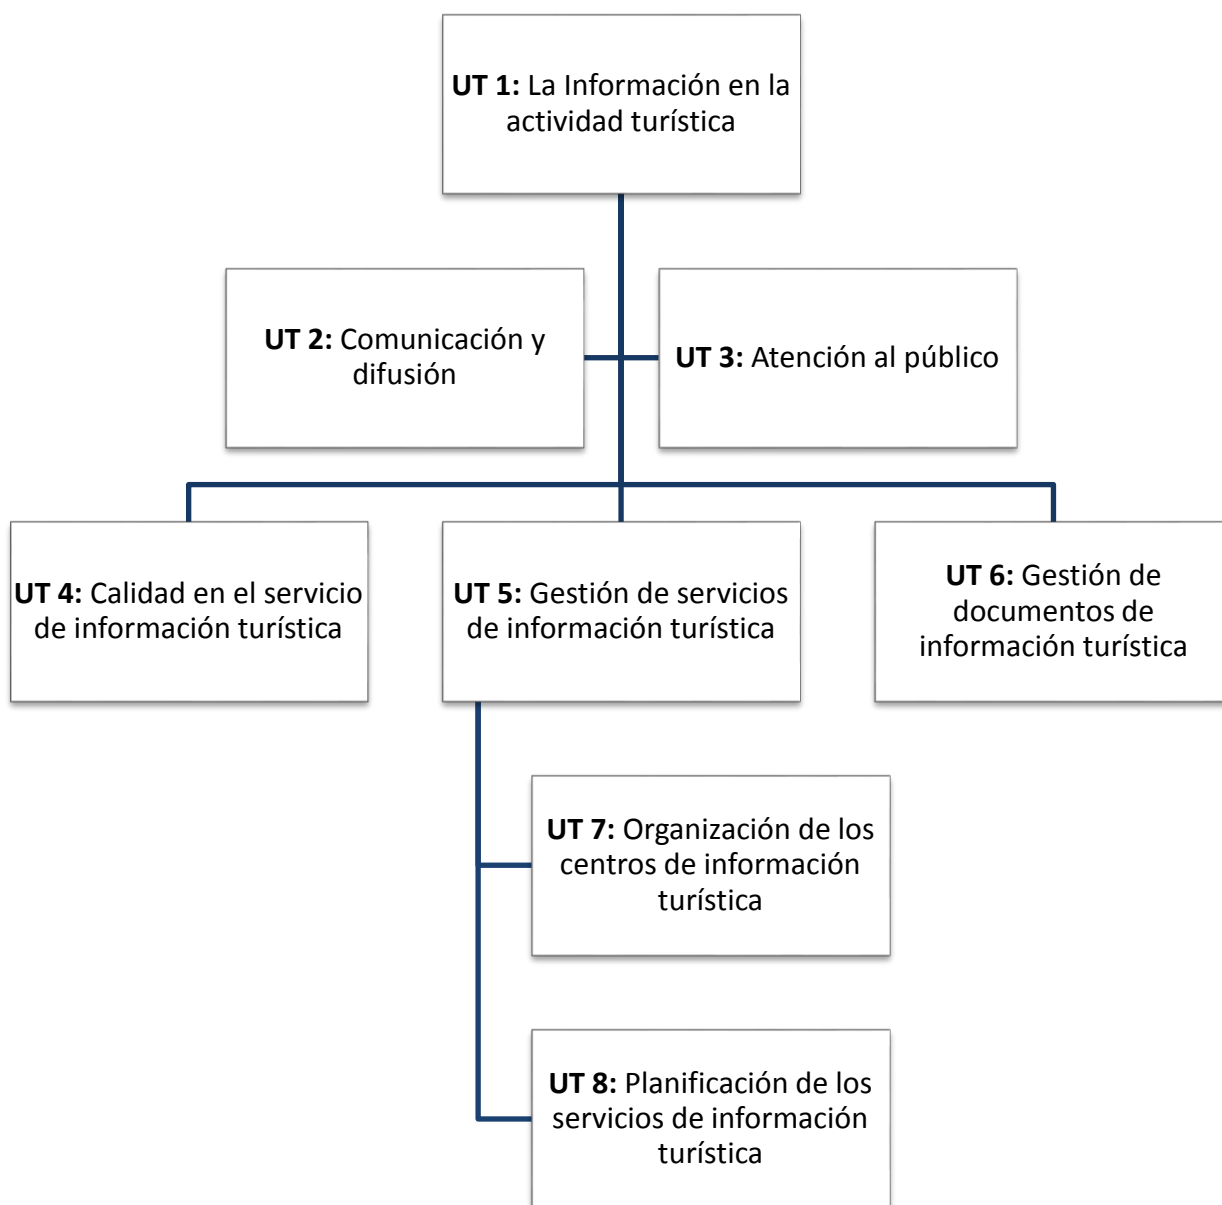 UT 1: La Información en la
actividad turística
UT 2: Comunicación y
difusión
UT 3: Atención al público
UT 4: Calidad en el servicio
de información turística
UT 5: Gestión de servicios
de información turística
UT 6: Gestión de
documentos de
información turística
UT 7: Organización de los
centros de información
turística
UT 8: Planificación de los
servicios de información
turística